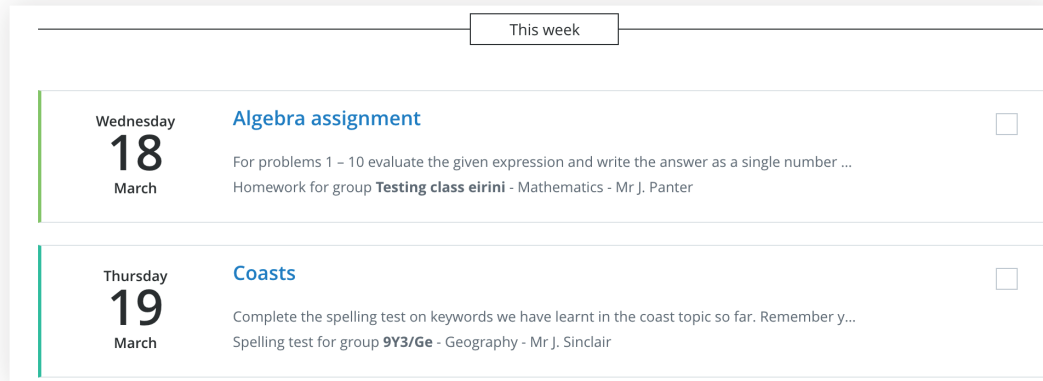 This week
Wednesday
18
March
Algebra assignment
For problems 1 – 10 evaluate the given expression and write the answer as a single number ...
Homework for group Testing class eirini - Mathematics - Mr J. Panter
Thursday
19
March
Coasts
Complete the spelling test on keywords we have learnt in the coast topic so far. Remember y...
Spelling test for group 9Y3/Ge - Geography - Mr J. Sinclair